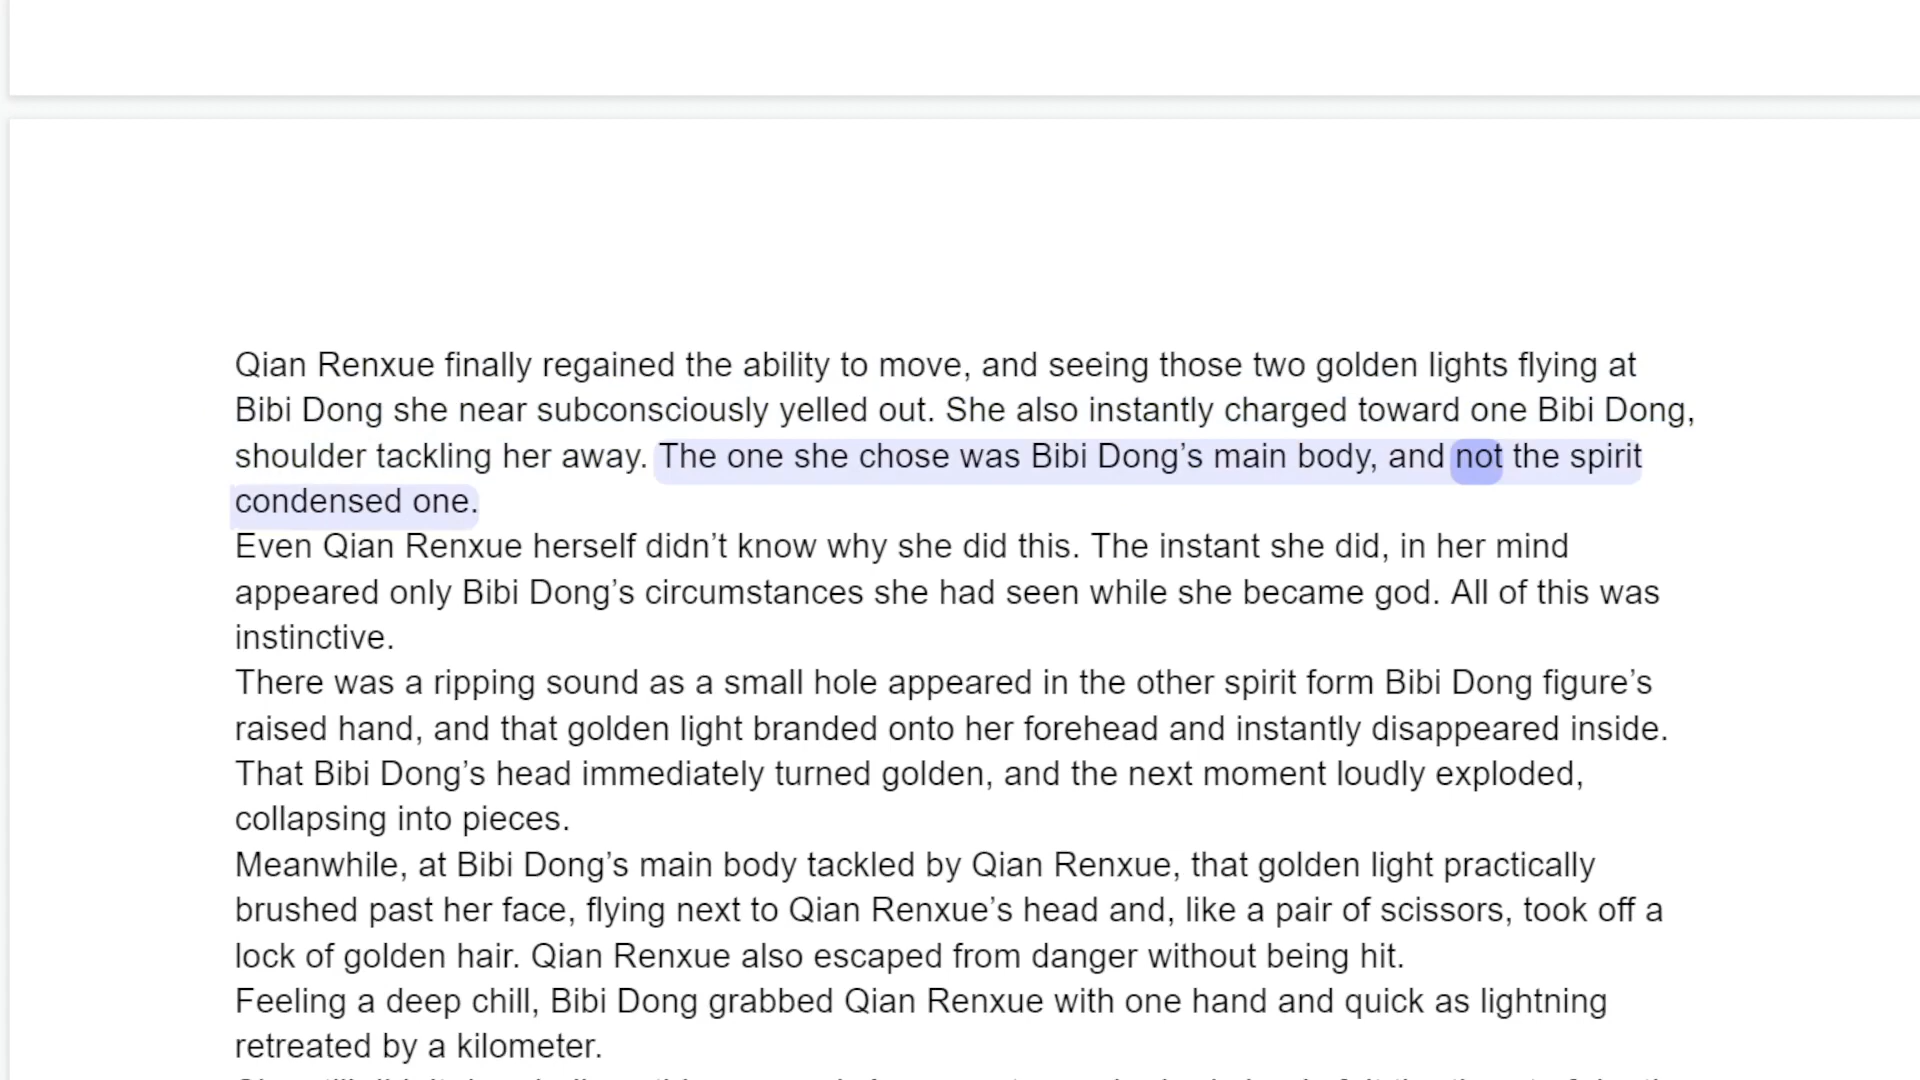 Qian Renxue finally regained the ability to move, and seeing those two golden lights flying at
Bibi Dong she near subconsciously yelled out. She also instantly charged toward one Bibi Dong,
shoulder tackling her away. The one she chose was Bibi Dong’s main body, and not the spirit
condensed one.
Even Qian Renxue herself didn’t know why she did this. The instant she did, in her mind
appeared only Bibi Dong’s circumstances she had seen while she became god. All of this was
instinctive.
There was a ripping sound as a small hole appeared in the other spirit form Bibi Dong figure’s
raised hand, and that golden light branded onto her forehead and instantly disappeared inside.
That Bibi Dong’s head immediately turned golden, and the next moment loudly exploded,
collapsing into pieces.
Meanwhile, at Bibi Dong’s main body tackled by Qian Renxue, that golden light practically
brushed past her face, flying next to Qian Renxue’s head and, like a pair of scissors, took off a
lock of golden hair. Qian Renxue also escaped from danger without being hit.
Feeling a deep chill, Bibi Dong grabbed Qian Renxue with one hand and quick as lightning
retreated by a kilometer.